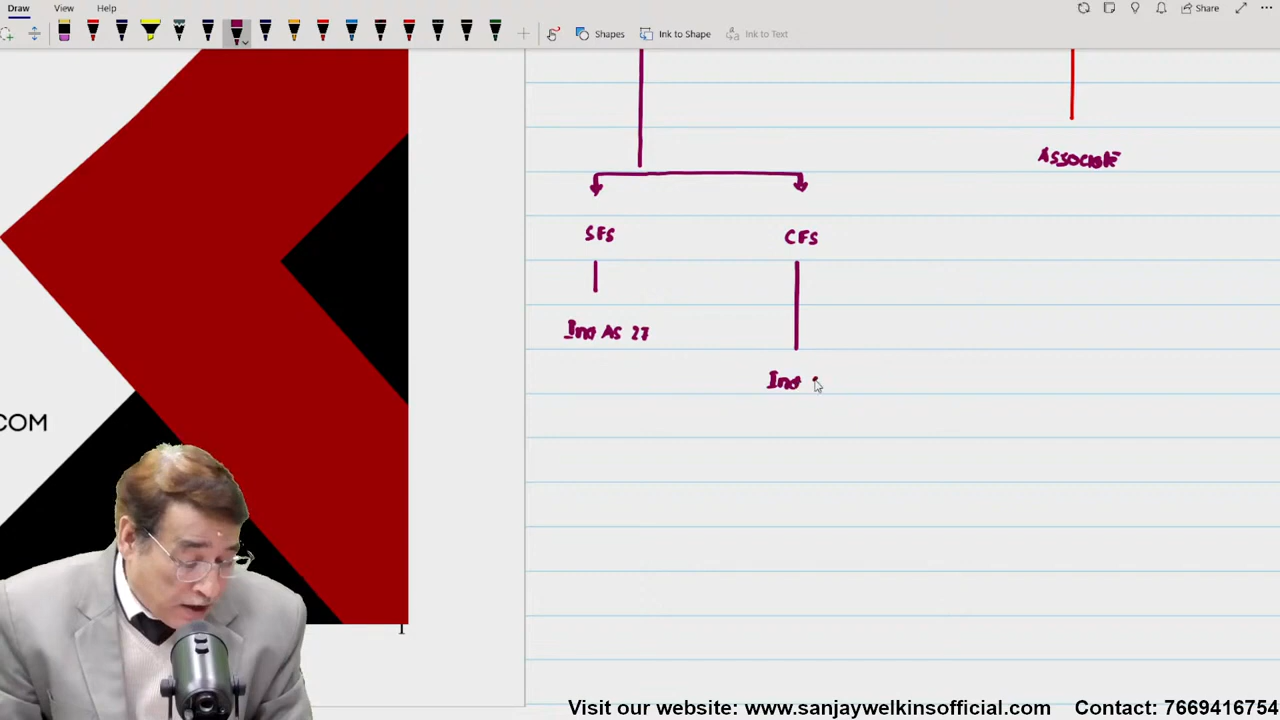 Draw View Help
Share
Shapes Ink to Shape Ink to Text
Associate
SFS CFS
Ind AS 27
Ind
COM
Visit our website: www.sanjaywelkinsofficial.com Contact: 7669416754